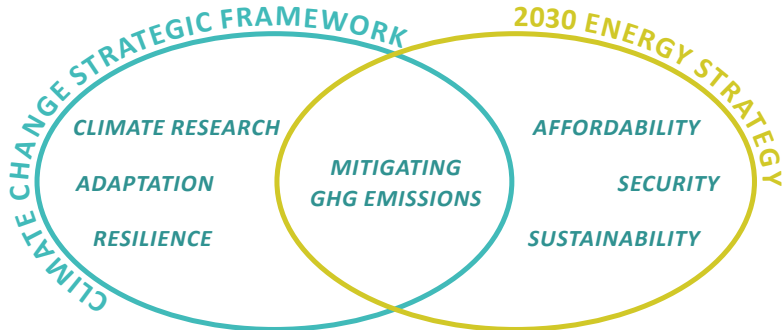 CLIMATE CHANGE STRATEGIC FRAMEWORK
2030 ENERGY STRATEGY
CLIMATE RESEARCH
ADAPTATION
RESILIENCE
MITIGATING
GHG EMISSIONS
AFFORDABILITY
SECURITY
SUSTAINABILITY